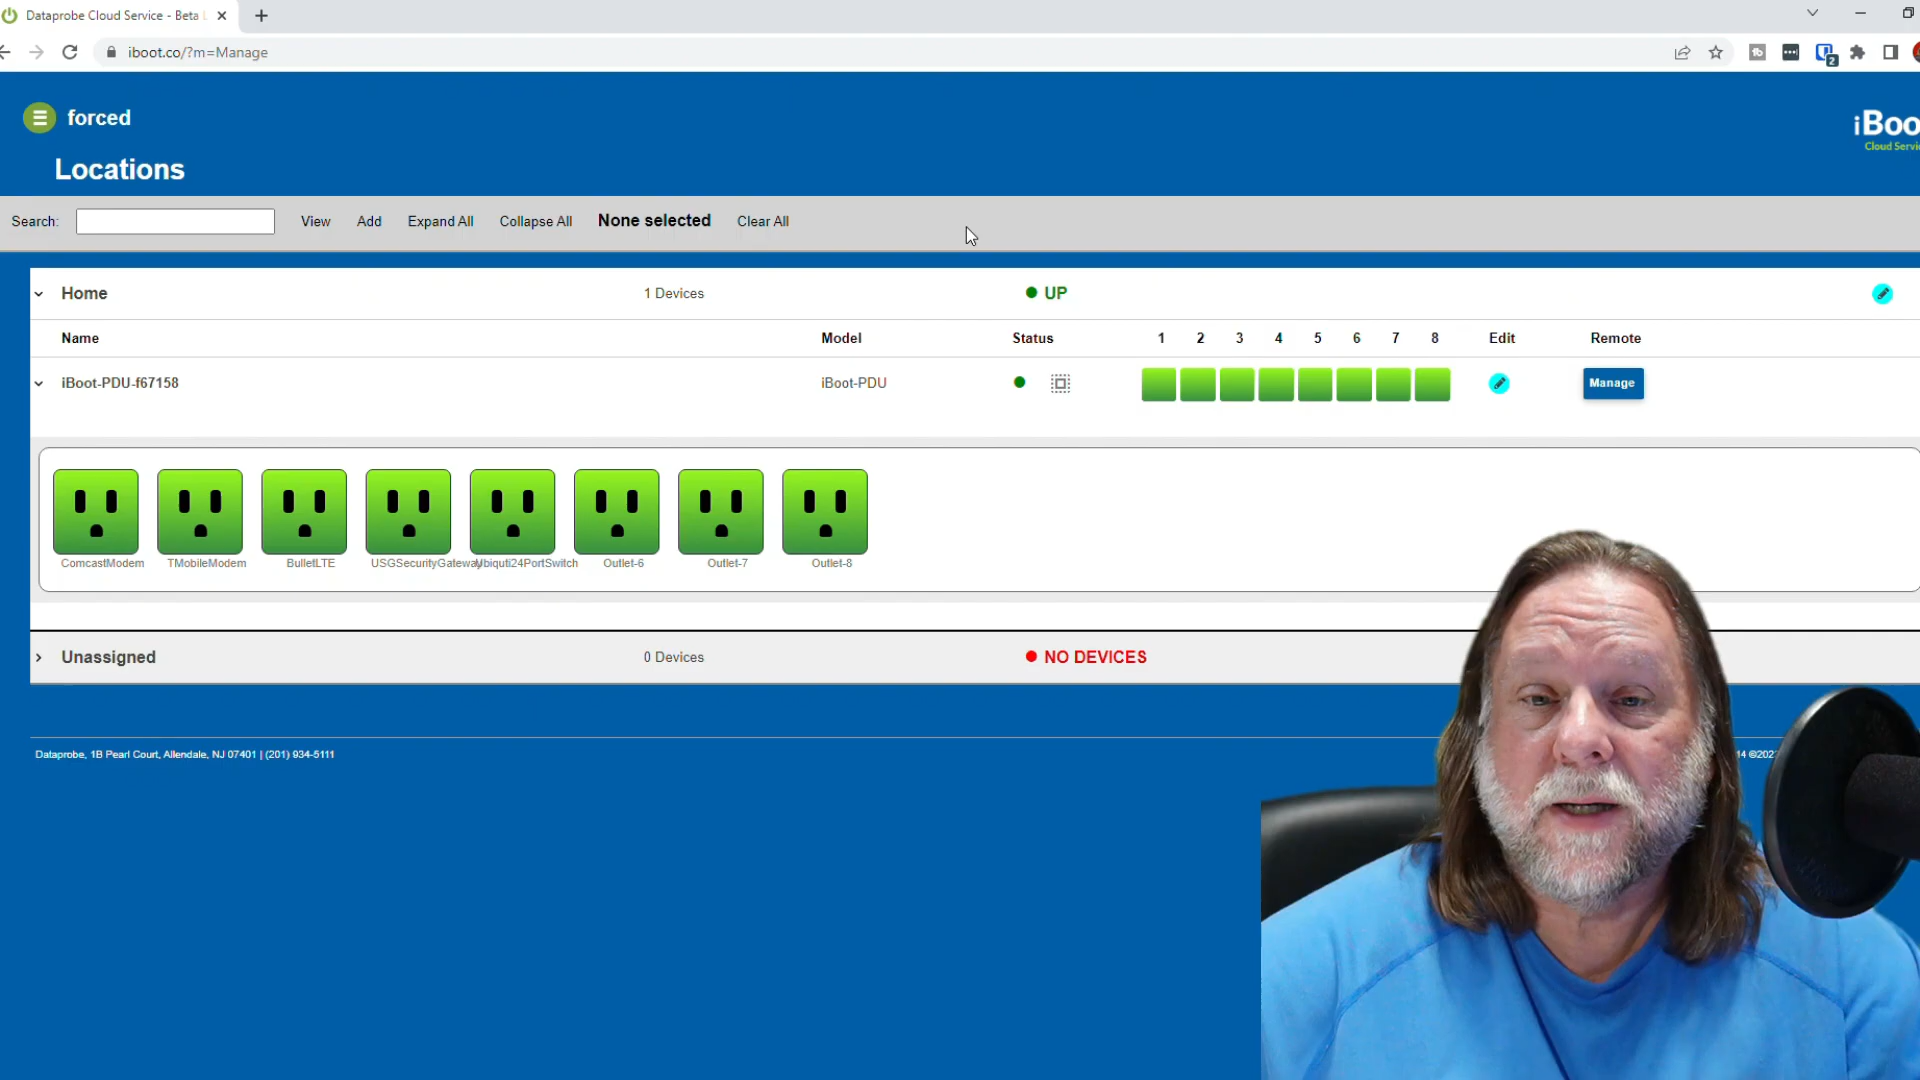 Dataprobe Cloud Service - Beta
iboot.co/?m=Manage
2
forced
iBoo
Cloud Servi
Locations
Search: View Add Expand All Collapse All None selected Clear All
Home 1 Devices UP
Name Model Status 1 2 3 4 5 6 7 8 Edit Remote
iBoot-PDU-f67158 iBoot-PDU Manage
ComcastModem TMobileModem BulletLTE USGSecurityGateway Ubiquti24PortSwitch Outlet-6 Outlet-7 Outlet-8
Unassigned 0 Devices NO DEVICES
Dataprobe, 1B Pearl Court, Allendale, NJ 07401 | (201) 934-5111 14 ©202